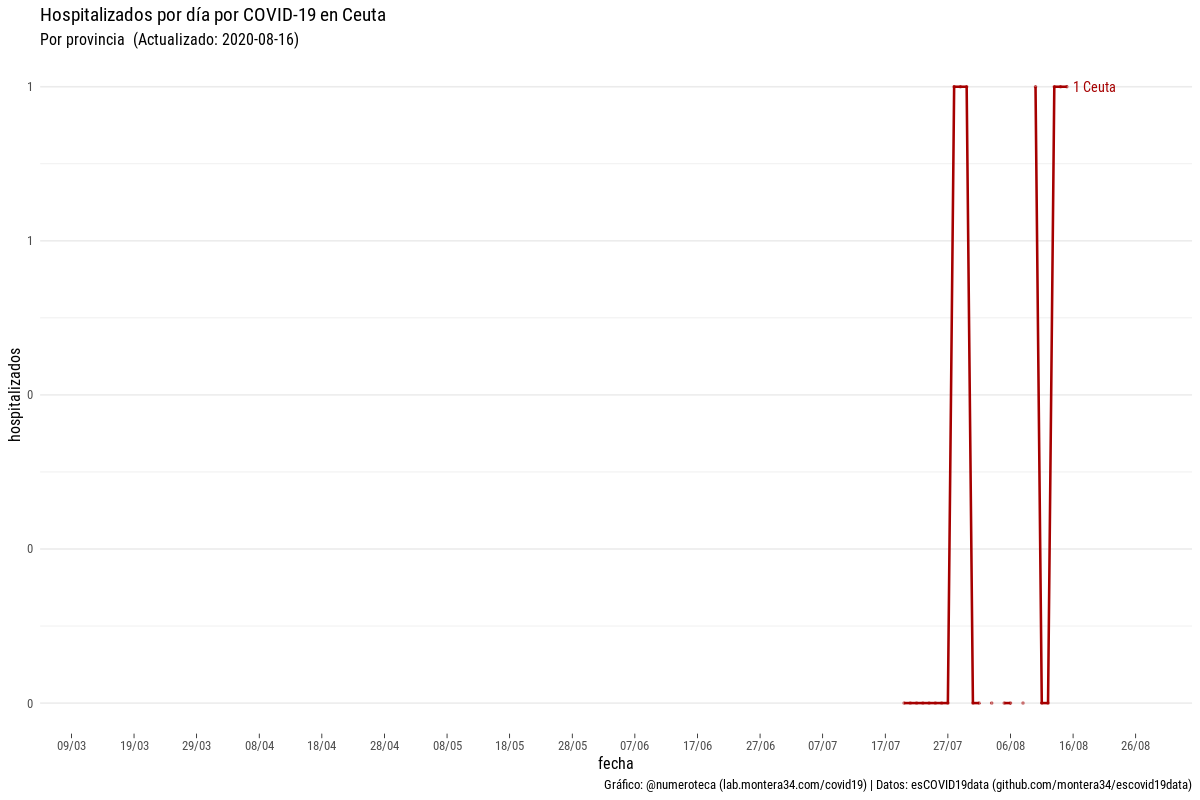 Hospitalizados por día por COVID-19 en Ceuta
Por provincia  (Actualizado: 2020-08-16)
1
1 Ceuta
1
0
0
0
hospitalizados
09/03 19/03 29/03 08/04 18/04 28/04 08/05 18/05 28/05 07/06 17/06 27/06 07/07 17/07 27/07 06/08 16/08 26/08
fecha
Gráfico: @numeroteca (lab.montera34.com/covid19) | Datos: esCOVID19data (github.com/montera34/escovid19data)